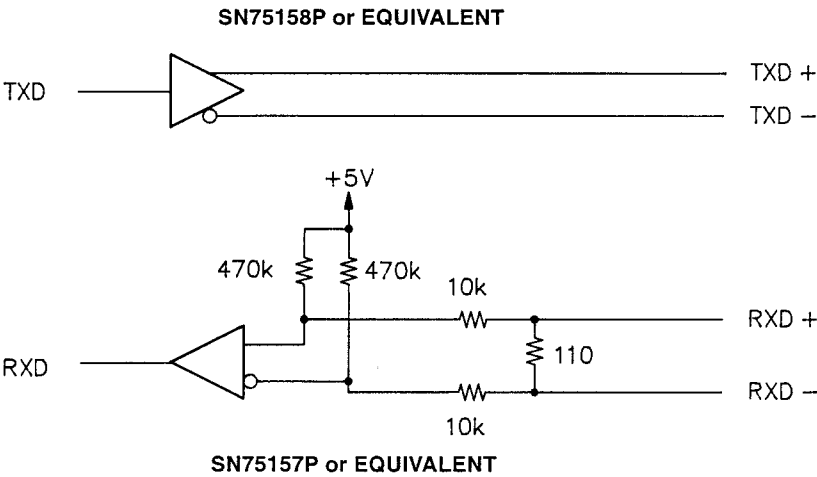 SN75158P or EQUIVALENT
TXD
TXD +
TXD −
+5V
470k
470k
10k
RXD +
110
RXD
RXD −
10k
SN75157P or EQUIVALENT